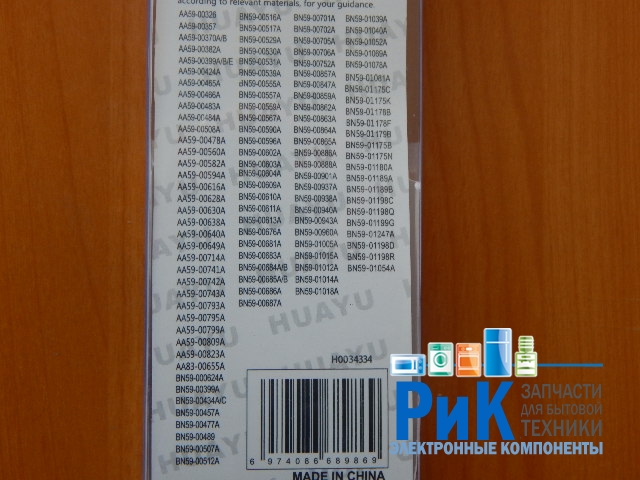 according to relevant materials, for your guidance.
AA59-00326
AA59-00357
AA59-00370A/B
AA59-00382A
AA59-00399A/B/E
AA59-00424A
AA59-00465A
AA59-00466A
AA59-00483A
AA59-00484A
AA59-00508A
AA59-00478A
AA59-00560A
AA59-00582A
AA59-00594A
AA59-00616A
AA59-00628A
AA59-00630A
AA59-00638A
AA59-00640A
AA59-00649A
AA59-00714A
AA59-00741A
AA59-00742A
AA59-00743A
AA59-00793A
AA59-00795A
AA59-00799A
AA59-00809A
AA59-00823A
AA83-00655A
BN59-000624A
BN59-00399A
BN59-00434A/C
BN59-00457A
BN59-00477A
BN59-00489
BN59-00507A
BN59-00512A
BN59-00516A
BN59-00517A
BN59-00529A
BN59-00530A
BN59-00531A
BN59-00539A
BN59-00555A
BN59-00557A
BN59-00559A
BN59-00567A
BN59-00590A
BN59-00596A
BN59-00602A
BN59-00603A
BN59-00604A
BN59-00609A
BN59-00610A
BN59-00611A
BN59-00613A
BN59-00676A
BN59-00681A
BN59-00683A
BN59-00684A/B
BN59-00685A/B
BN59-00686A
BN59-00687A
BN59-00701A
BN59-00702A
BN59-00705A
BN59-00706A
BN59-00752A
BN59-00857A
BN59-00847A
BN59-00859A
BN59-00862A
BN59-00863A
BN59-00864A
BN59-00865A
BN59-00886A
BN59-00888A
BN59-00901A
BN59-00937A
BN59-00938A
BN59-00940A
BN59-00943A
BN59-00960A
BN59-01005A
BN59-01015A
BN59-01012A
BN59-01014A
BN59-01018A
BN59-01039A
BN59-01040A
BN59-01052A
BN59-01069A
BN59-01078A
BN59-01081A
BN59-01175C
BN59-01175K
BN59-01178B
BN59-01178F
BN59-01179B
BN59-01175B
BN59-01175N
BN59-01180A
BN59-01189A
BN59-01189B
BN59-01198C
BN59-01198Q
BN59-01199G
BN59-01247A
BN59-01198D
BN59-01198R
BN59-01054A
HUAYU
H0034334
6 974066 689869
MADE IN CHINA
РиК
ЗАПЧАСТИ
ДЛЯ БЫТОВОЙ
ТЕХНИКИ
ЭЛЕКТРОННЫЕ КОМПОНЕНТЫ